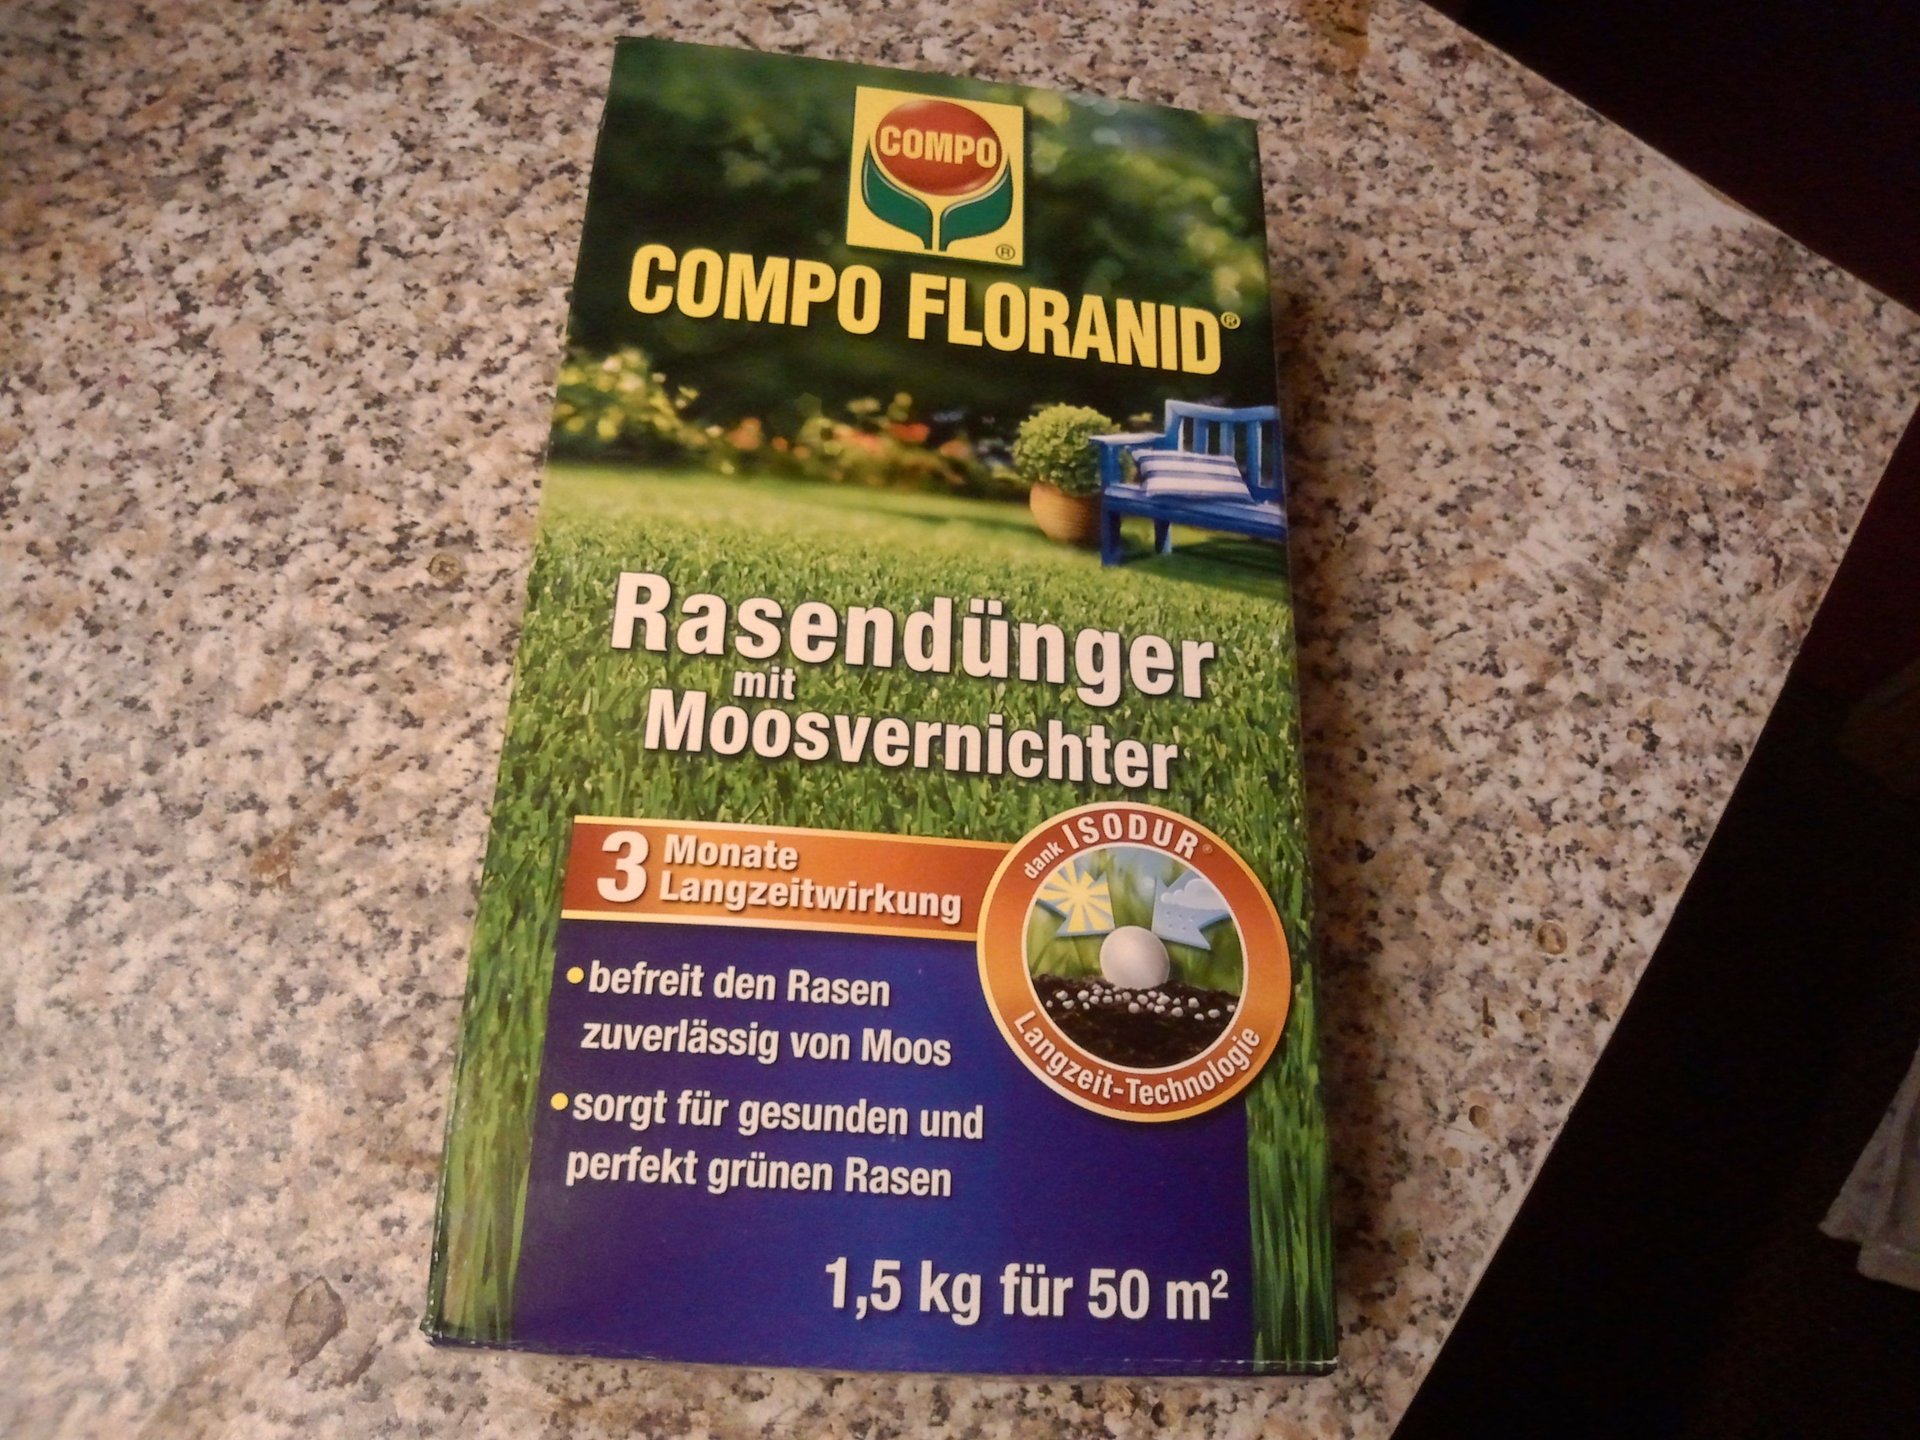 COMPO
®
COMPO FLORANID®
Rasendünger
mit
Moosvernichter
3 Monate
Langzeitwirkung
dank ISODUR®
Langzeit-Technologie
• befreit den Rasen
zuverlässig von Moos
• sorgt für gesunden und
perfekt grünen Rasen
1,5 kg für 50 m²